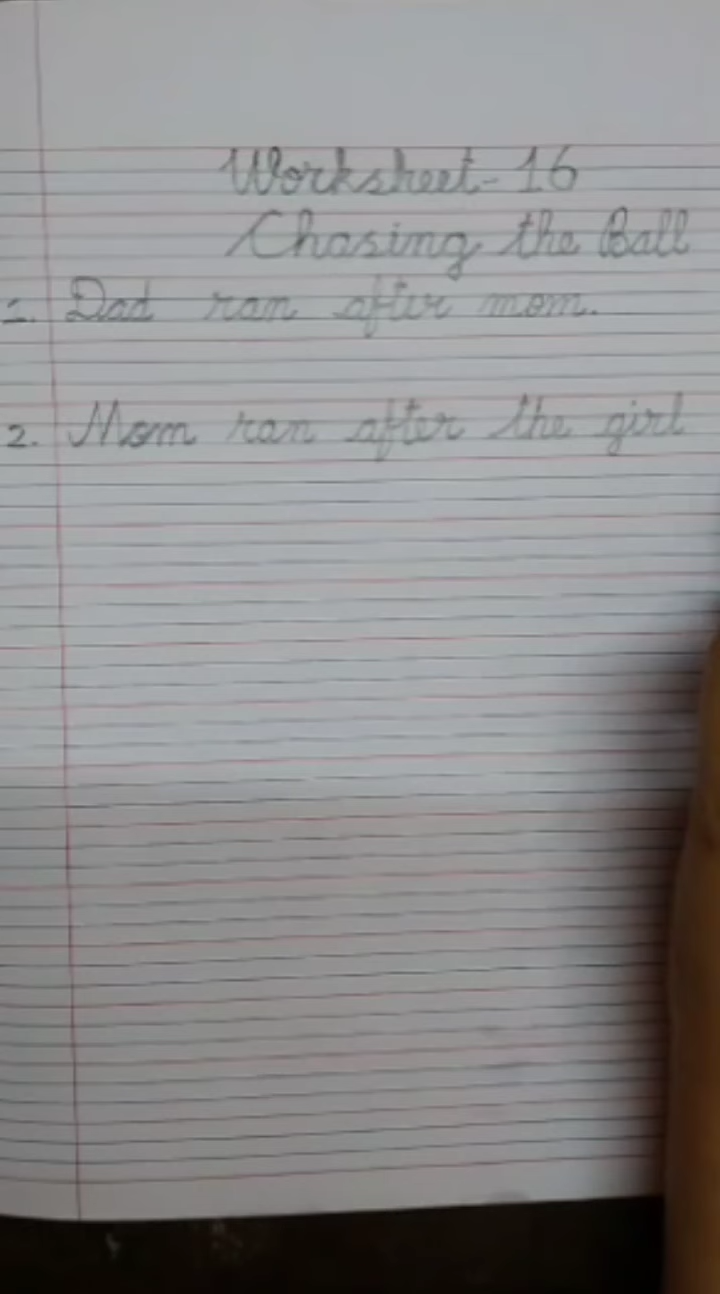 Worksheet-16
Chasing the Ball
1. Dad ran after mom.
2. Mom ran after the girl